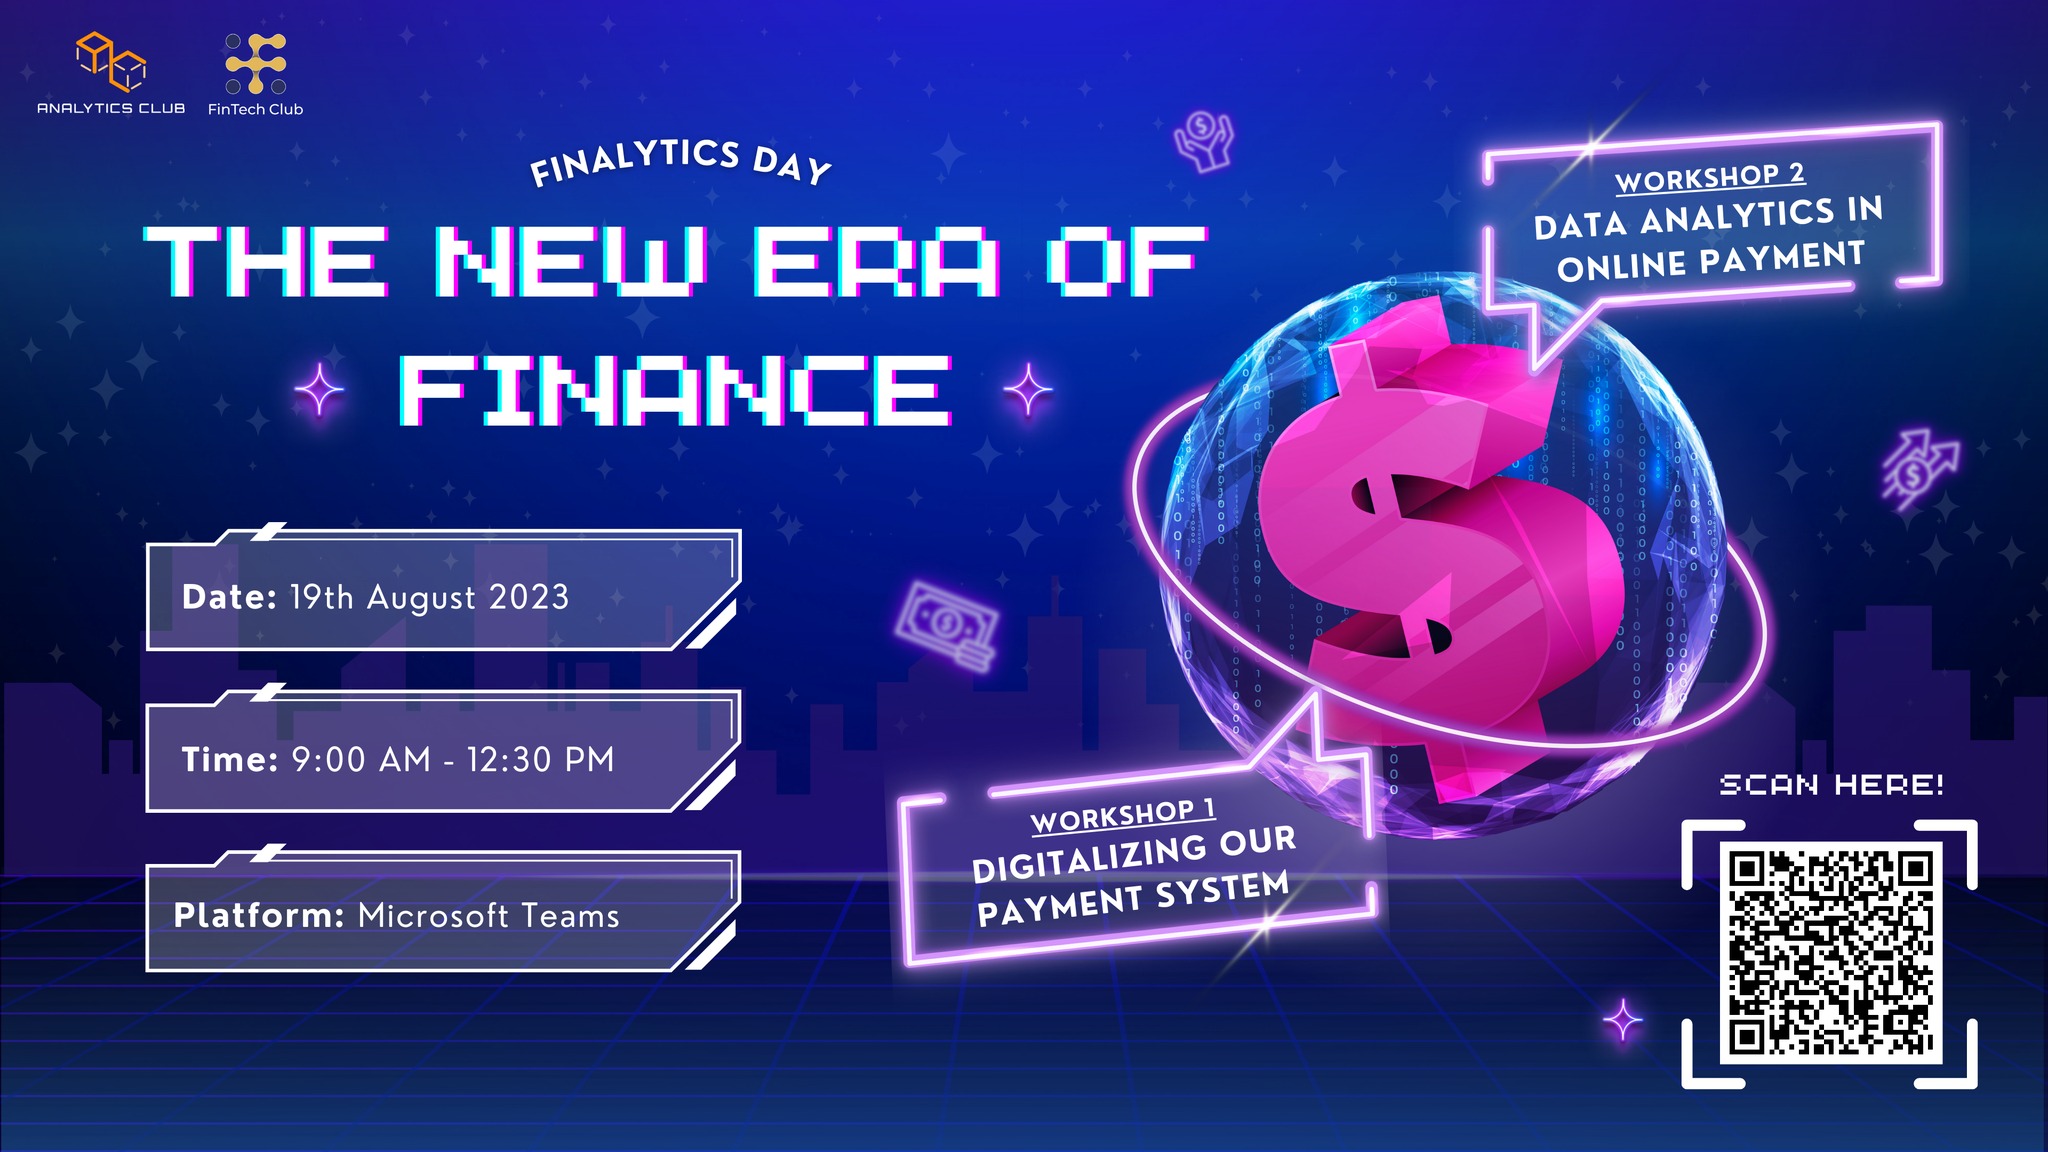 ANALYTICS CLUB
FinTech Club
FINALYTICS DAY
THE NEW ERA OF
FINANCE
Date: 19th August 2023
Time: 9:00 AM - 12:30 PM
Platform: Microsoft Teams
WORKSHOP 2
DATA ANALYTICS IN
ONLINE PAYMENT
WORKSHOP 1
DIGITALIZING OUR
PAYMENT SYSTEM
SCAN HERE!